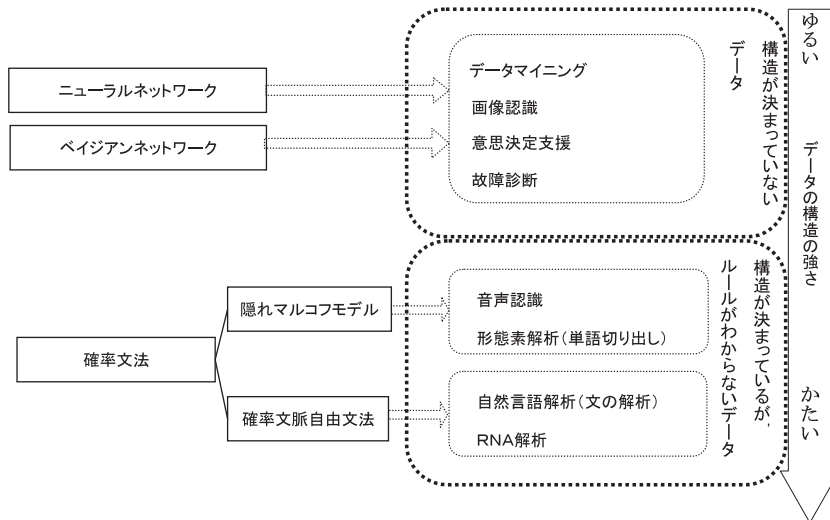 ニューラルネットワーク
ベイジアンネットワーク
データマイニング
画像認識
意思決定支援
故障診断
構造が決まっていない
データ
確率文法
隠れマルコフモデル
確率文脈自由文法
音声認識
形態素解析(単語切り出し)
自然言語解析(文の解析)
RNA解析
構造が決まっているが,
ルールがわからないデータ
ゆるい
データの構造の強さ
かたい